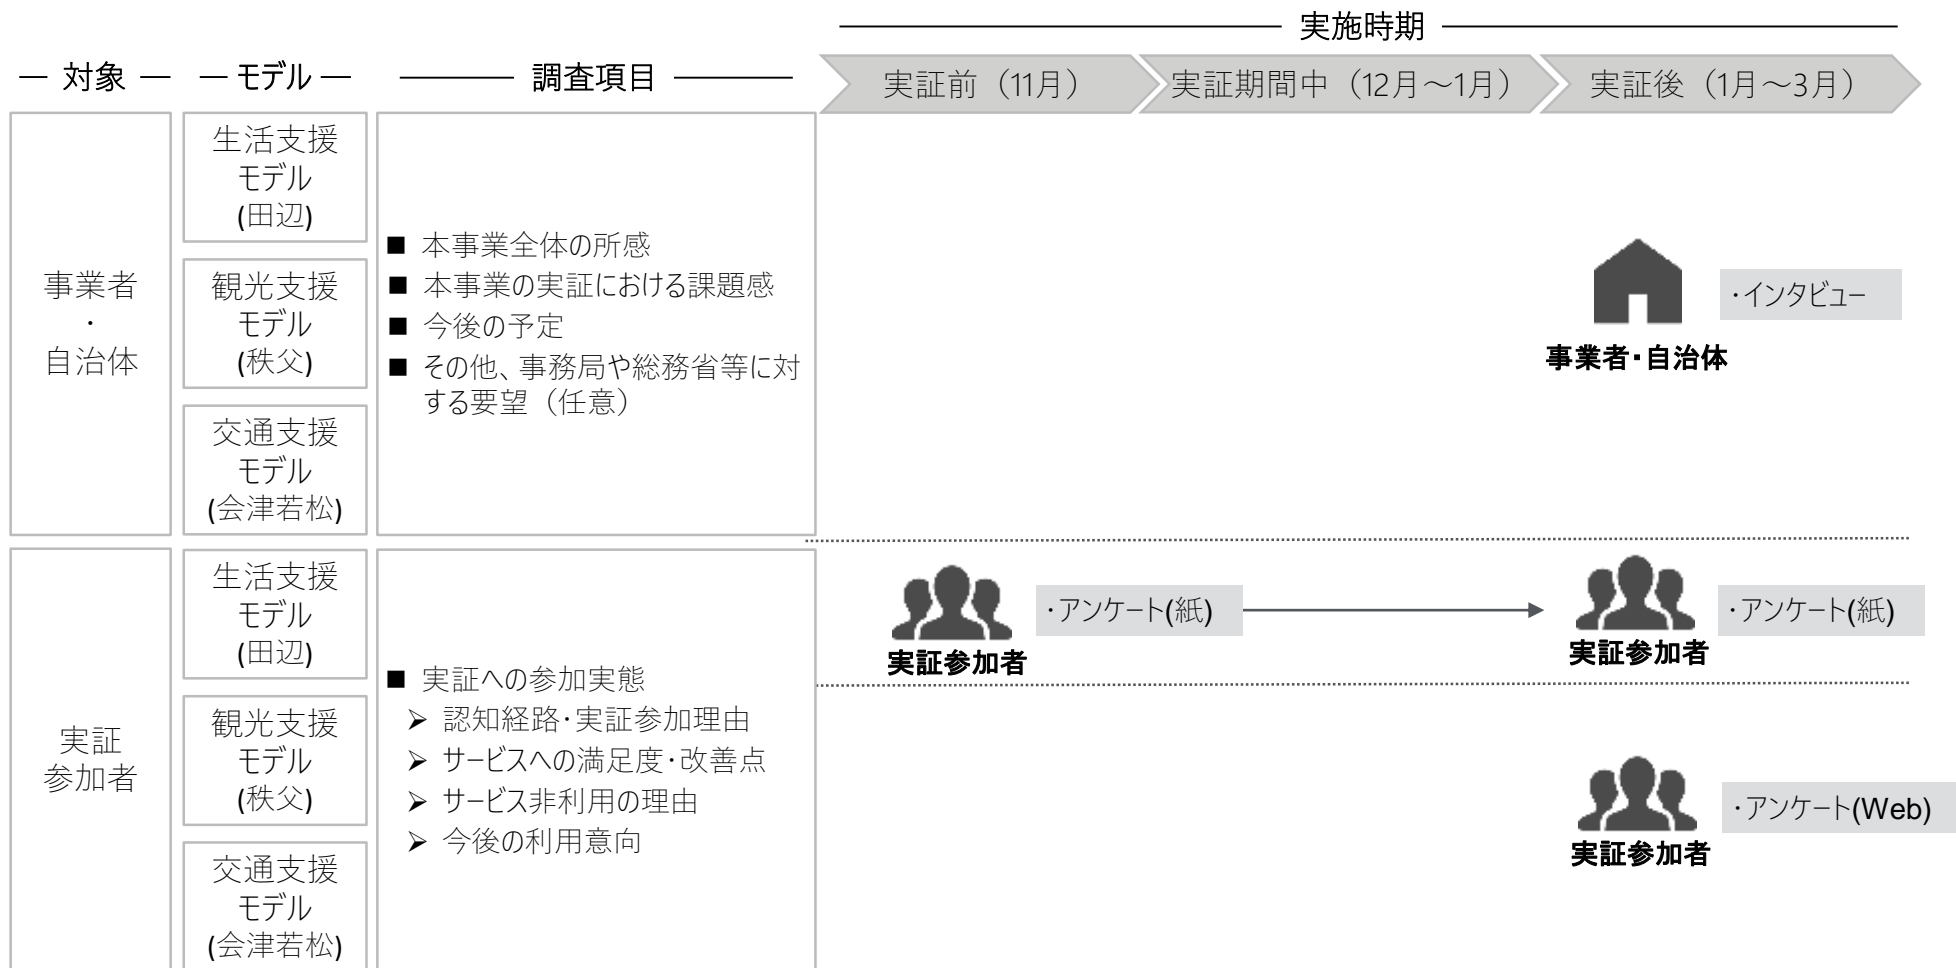 実施時期
対象
モデル
調査項目
実証前（11月）
実証期間中（12月～1月）
実証後（1月～3月）
事業者
・
自治体
生活支援
モデル
(田辺)
観光支援
モデル
(秩父)
交通支援
モデル
(会津若松)
■ 本事業全体の所感
■ 本事業の実証における課題感
■ 今後の予定
■ その他、事務局や総務省等に対
する要望（任意）
・インタビュー
事業者・自治体
実証
参加者
生活支援
モデル
(田辺)
観光支援
モデル
(秩父)
交通支援
モデル
(会津若松)
■ 実証への参加実態
➢ 認知経路・実証参加理由
➢ サービスへの満足度・改善点
➢ サービス非利用の理由
➢ 今後の利用意向
・アンケート(紙)
実証参加者
・アンケート(紙)
実証参加者
・アンケート(Web)
実証参加者